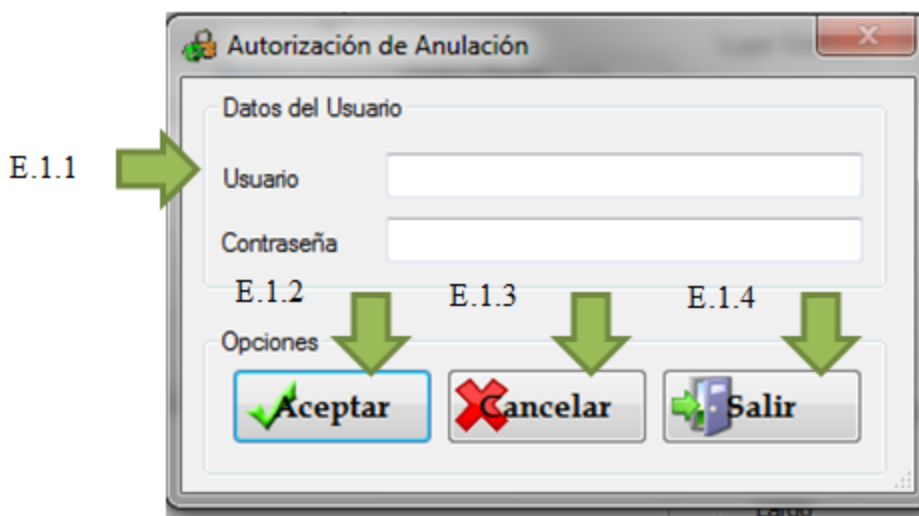 Autorización de Anulación
Datos del Usuario
E.1.1
Usuario
Contraseña
E.1.2
E.1.3
E.1.4
Opciones
Aceptar
Cancelar
Salir